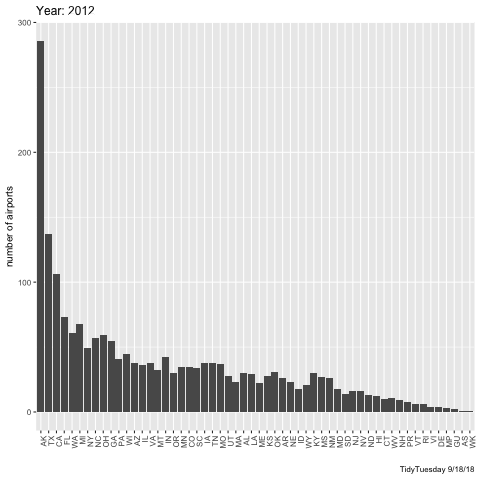 Year: 2012
number of airports
300
200
100
0
AK TX CA FL WA MI NY NC OH GA PA WI AZ IL VA MT IN OR MN CO SC IA TN MO UT MA AL LA ME KS OK AR NE ID WY KY MS NM MD SD NJ NV ND HI CT WV NH PR VT RI VI DE MP GU AS WK
TidyTuesday 9/18/18